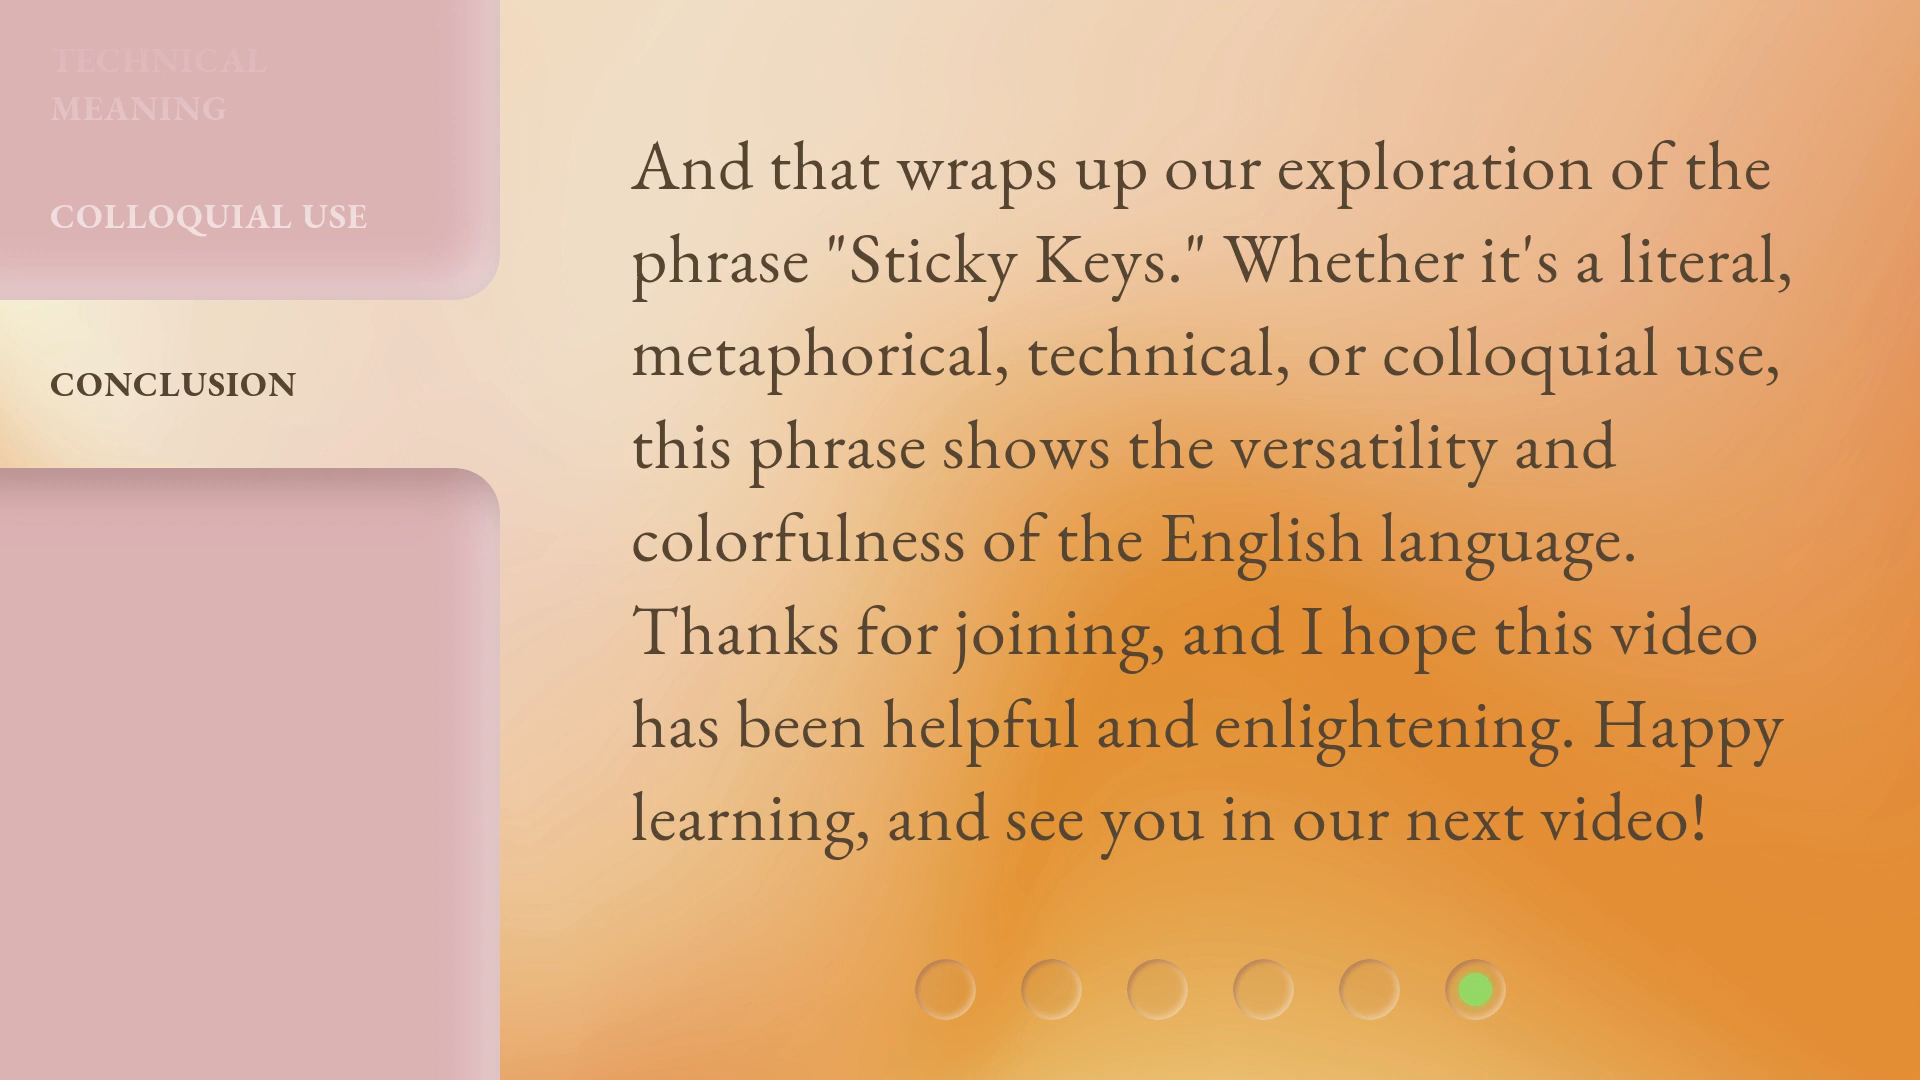 TECHNICAL
MEANING
COLLOQUIAL USE
CONCLUSION
And that wraps up our exploration of the
phrase "Sticky Keys." Whether it's a literal,
metaphorical, technical, or colloquial use,
this phrase shows the versatility and
colorfulness of the English language.
Thanks for joining, and I hope this video
has been helpful and enlightening. Happy
learning, and see you in our next video!